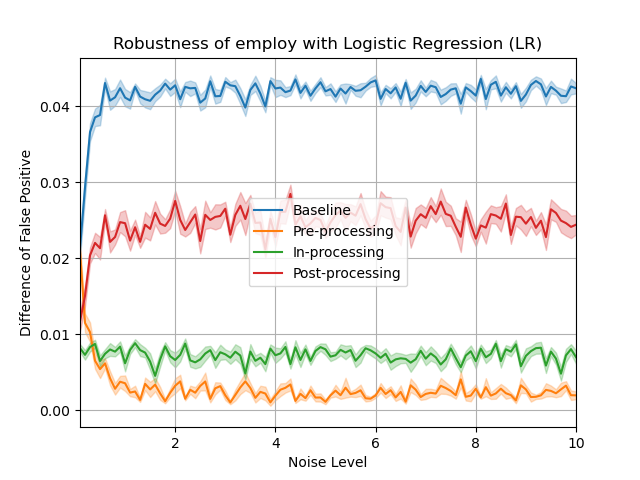 Robustness of employ with Logistic Regression (LR)
Difference of False Positive
0.04
0.03
0.02
0.01
0.00
Baseline
Pre-processing
In-processing
Post-processing
2
4
6
8
10
Noise Level